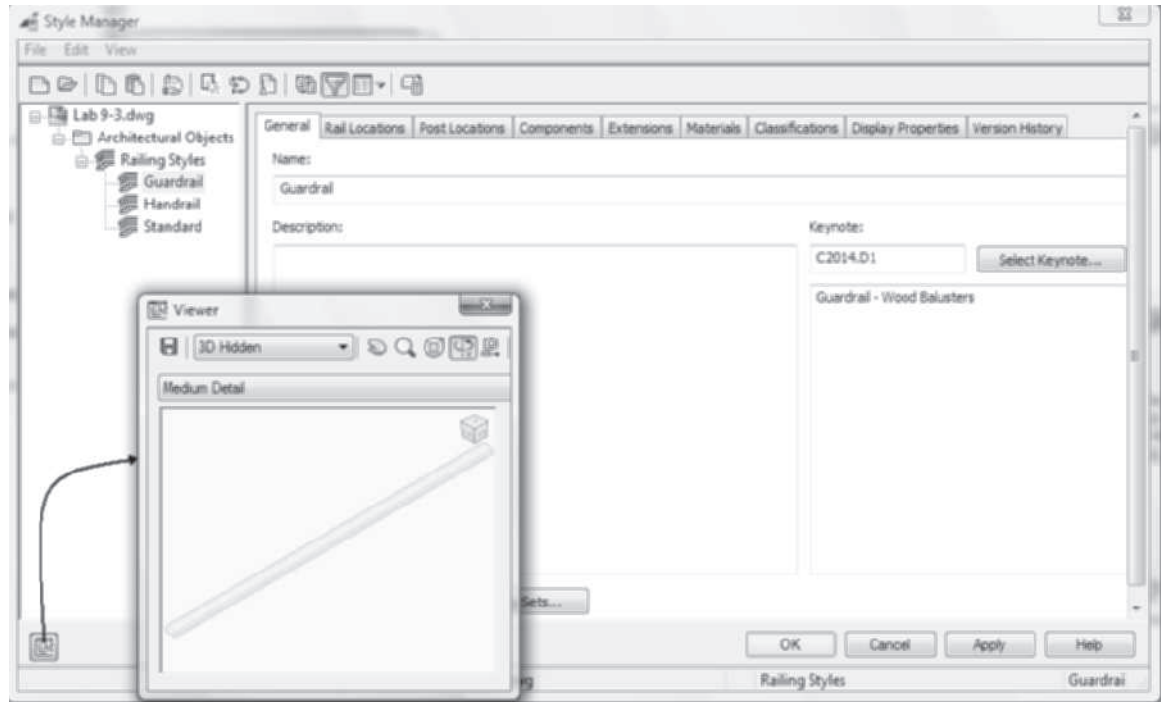 Style Manager
File Edit View
Lab 9-3.dwg
Architectural Objects
Railing Styles
Guardrail
Handrail
Standard
General Rail Locations Post Locations Components Extensions Materials Classifications Display Properties Version History
Name:
Guardrail
Description:
Keynote:
C2014.D1
Select Keynote...
Guardrail - Wood Balusters
Viewer
3D Hidden
Medium Detail
Sets...
OK Cancel Apply Help
wg
Railing Styles
Guardrai